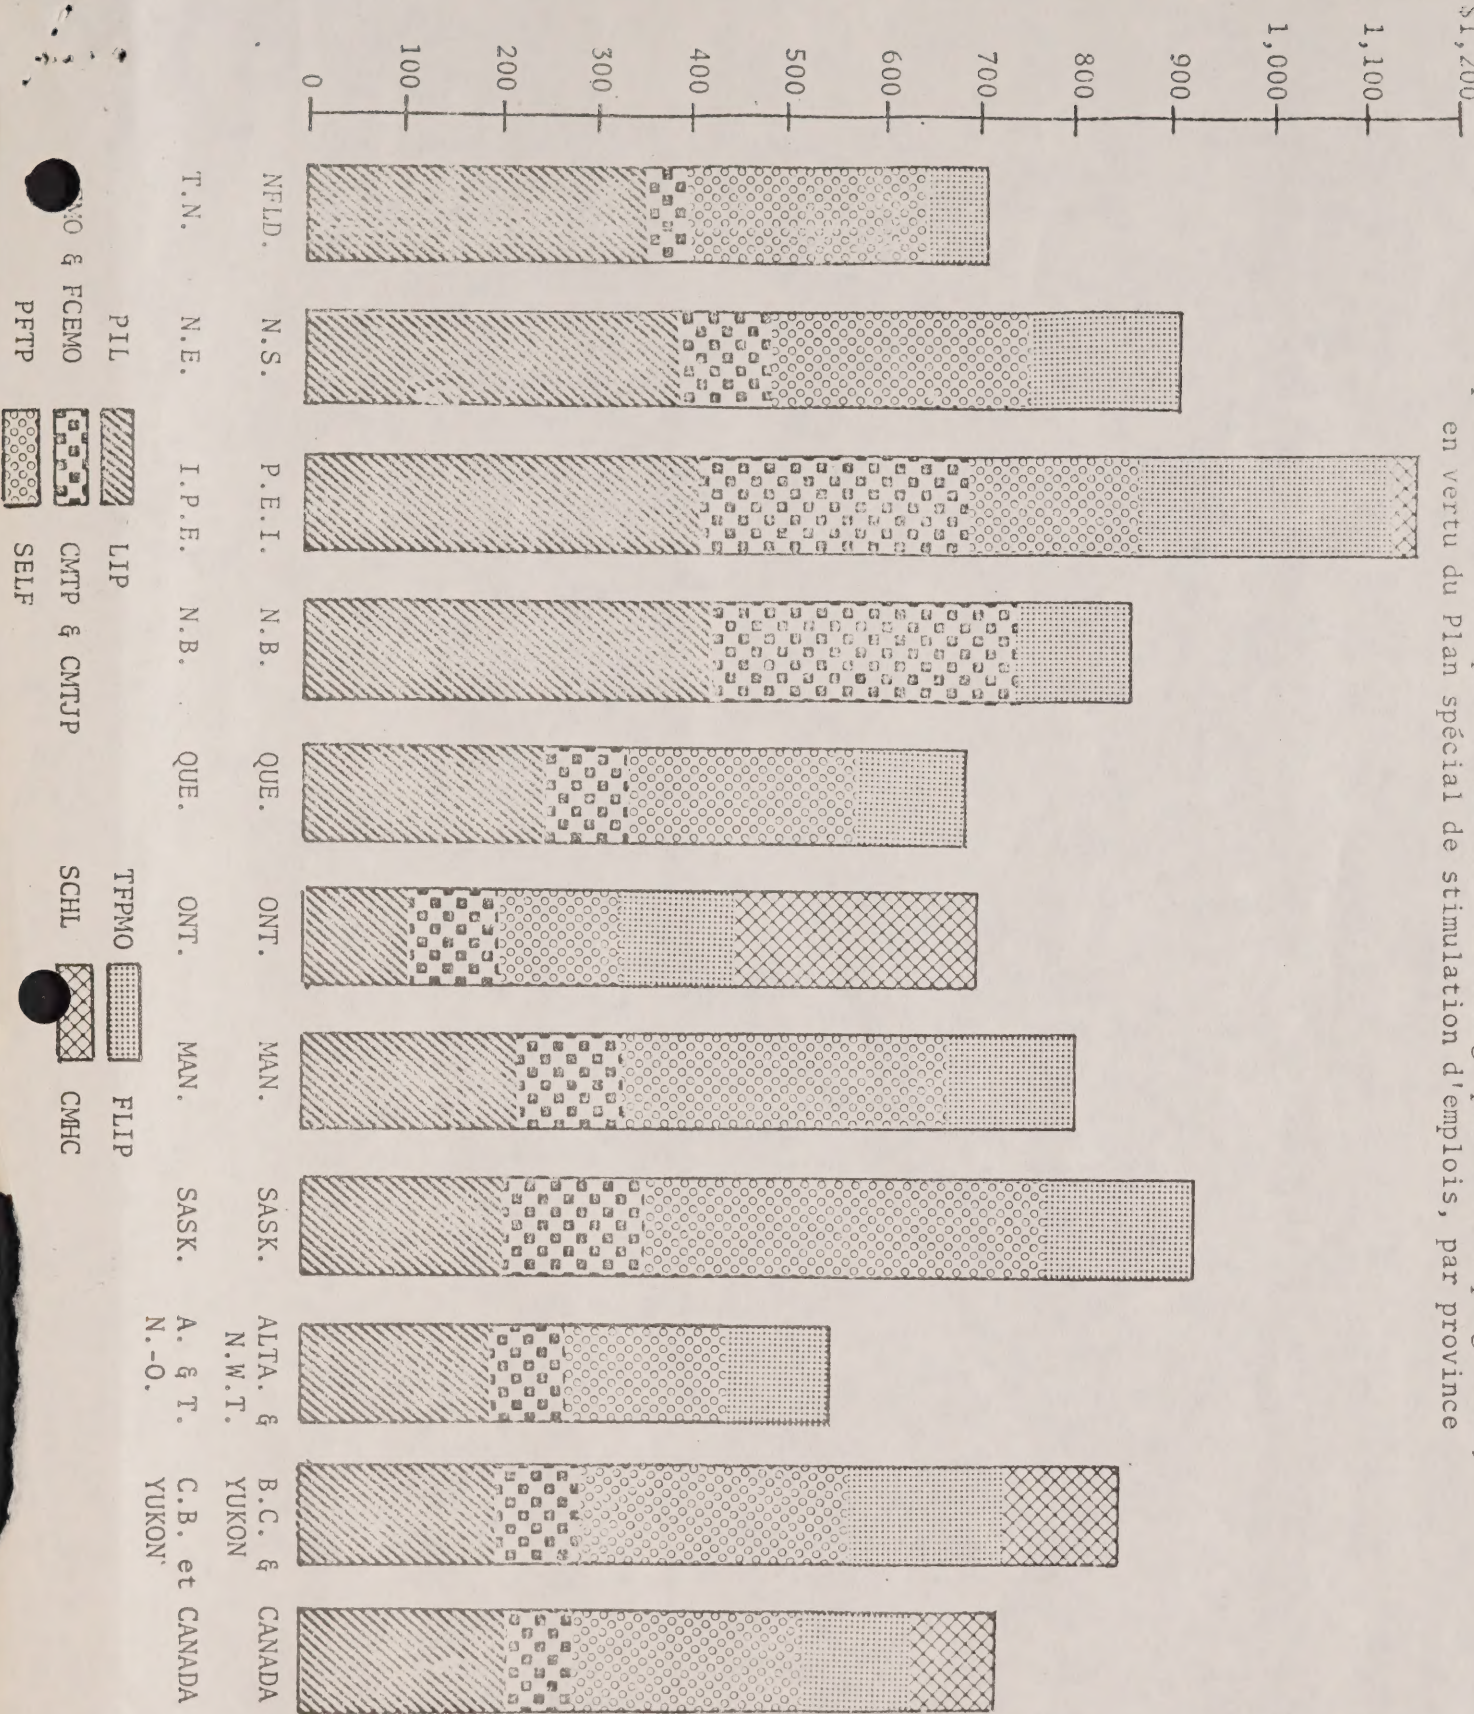 en vertu du Plan spécial de stimulation d'emplois, par province
$1,200
1,100
1,000
900
800
700
600
500
400
300
200
100
0
NFLD. N.S. P.E.I. N.B. QUE. ONT. MAN. SASK. ALTA. & B.C. & CANADA
N.W.T. YUKON
T.N. N.E. I.P.E. N.B. QUE. ONT. MAN. SASK. A. & T. C.B. et CANADA
N.-O. YUKON
PIL LIP TFPMO FLIP
& FCEMO CMTP & CMTJP SCHL CMHC
PFTP SELF